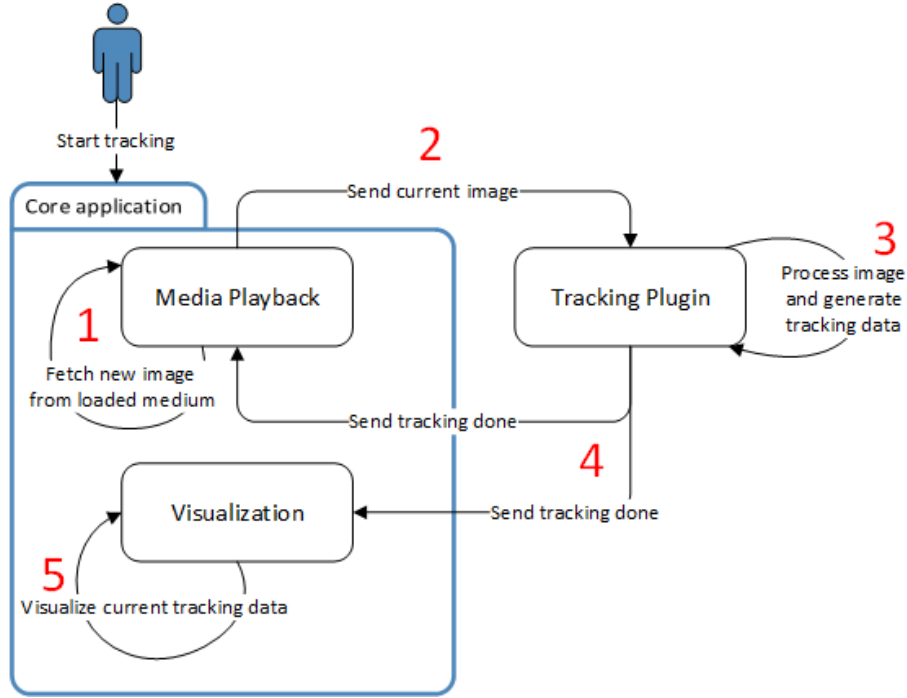 Start tracking
2
Send current image
Core application
3
Media Playback
Tracking Plugin
Process image
and generate
tracking data
1
Fetch new image
from loaded medium
Send tracking done
4
Visualization
Send tracking done
5
Visualize current tracking data